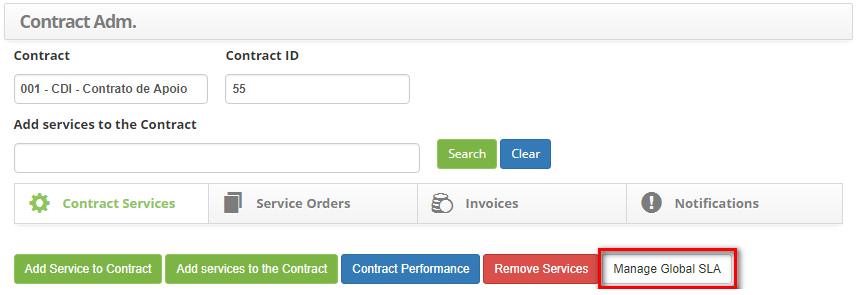 Contract Adm.
Contract Contract ID
001 - CDI - Contrato de Apoio 55
Add services to the Contract
Search Clear
Contract Services Service Orders Invoices Notifications
Add Service to Contract Add services to the Contract Contract Performance Remove Services Manage Global SLA